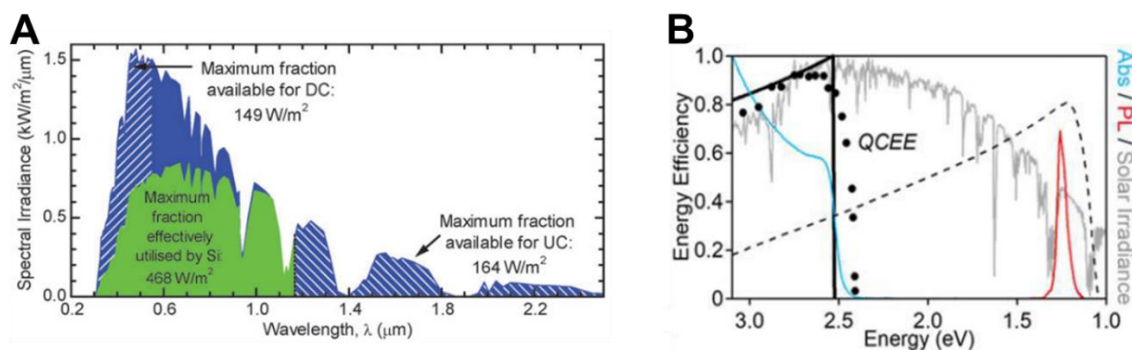 A
Spectral Irradiance (kW/m²/μm)
1.5
1.0
0.5
0.0
Maximum fraction
available for DC:
149 W/m²
Maximum
fraction
effectively
utilised by Si:
468 W/m²
Maximum fraction
available for UC:
164 W/m²
0.2 0.6 1.0 1.4 1.8 2.2
Wavelength, λ (μm)
B
Energy Efficiency
1.0
0.8
0.6
0.4
0.2
0.0
QCEE
Abs / PL / Solar Irradiance
3.0 2.5 2.0 1.5 1.0
Energy (eV)